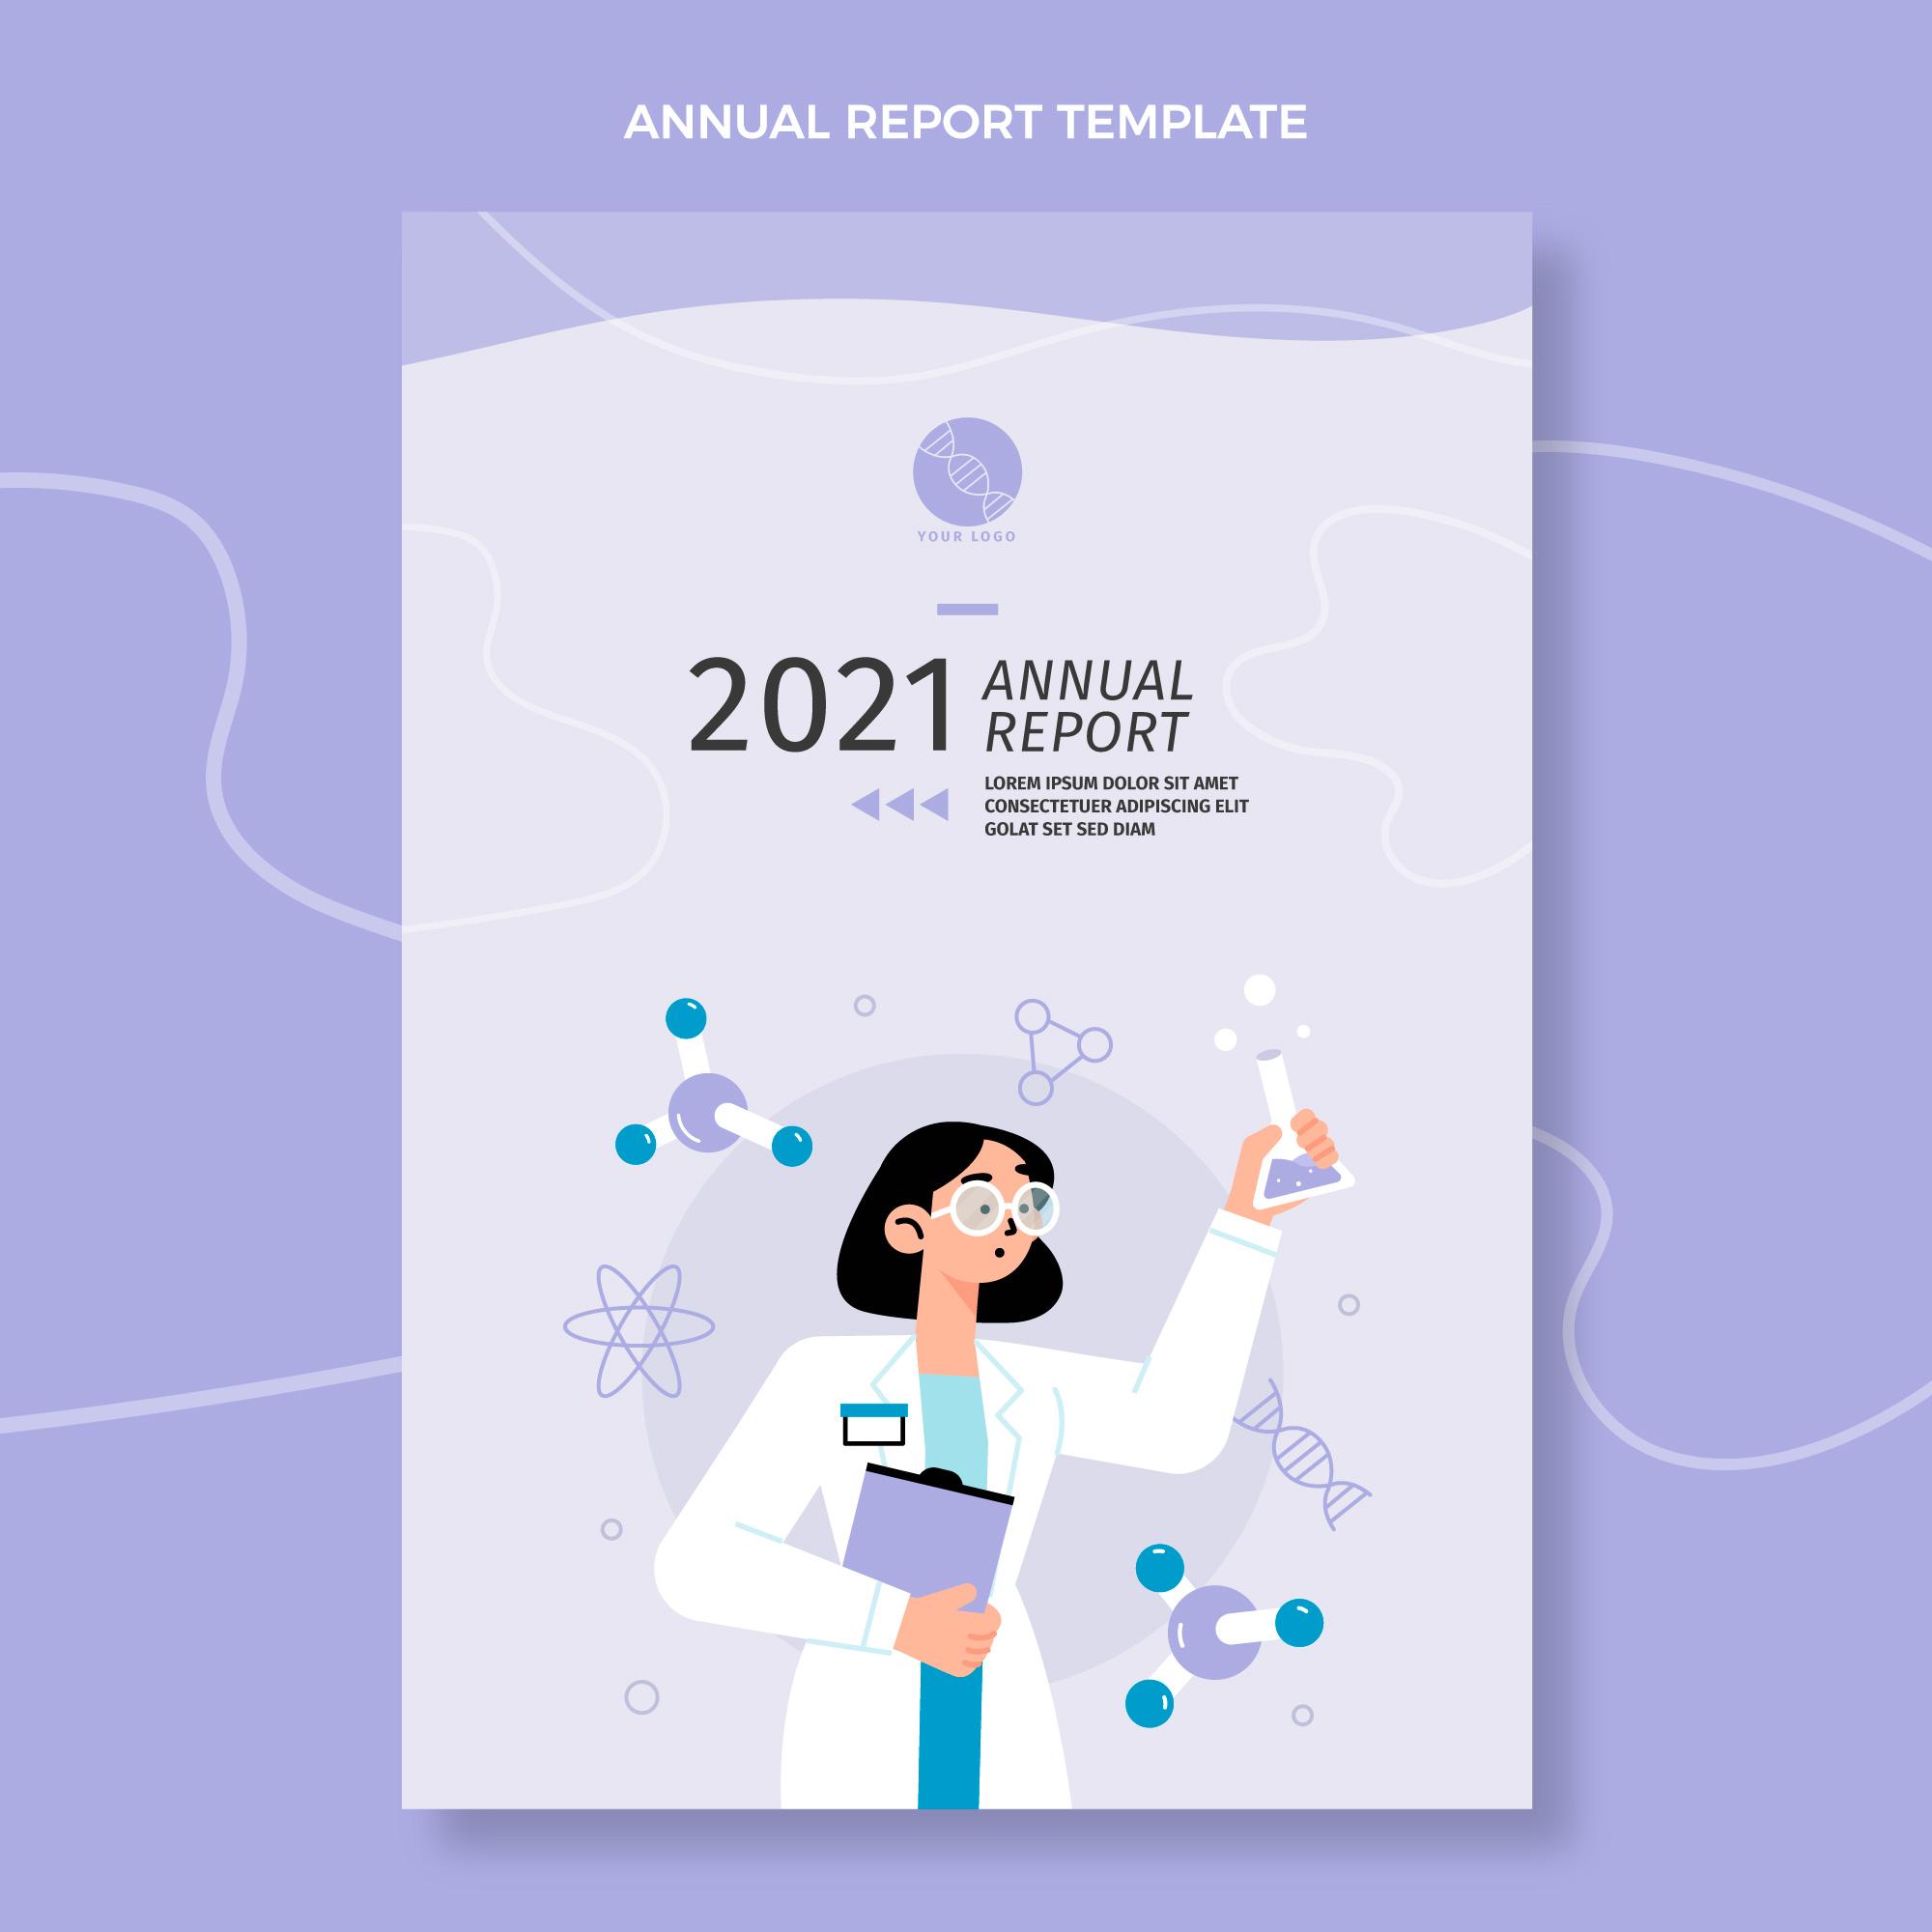 ANNUAL REPORT TEMPLATE
YOUR LOGO
2021 ANNUAL
REPORT
LOREM IPSUM DOLOR SIT AMET
CONSECTETUER ADIPISCING ELIT
GOLAT SET SED DIAM